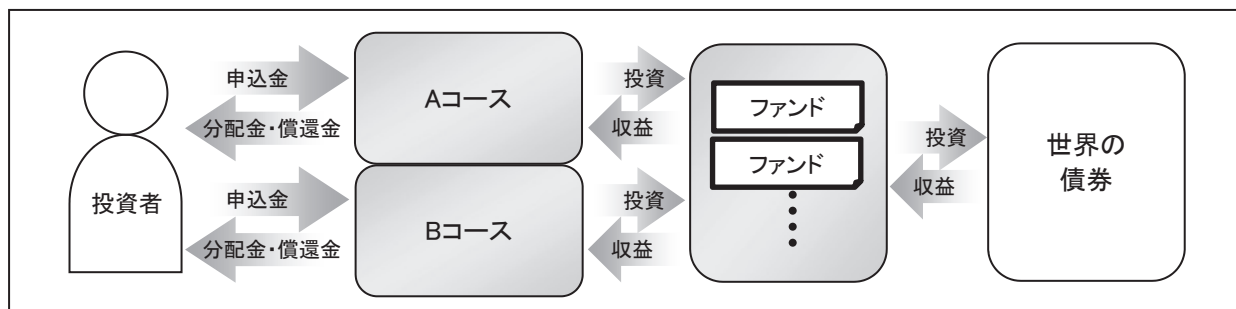 投資者
申込金
分配金・償還金
申込金
分配金・償還金
Aコース
Bコース
投資
収益
投資
収益
ファンド
ファンド
投資
収益
世界の
債券